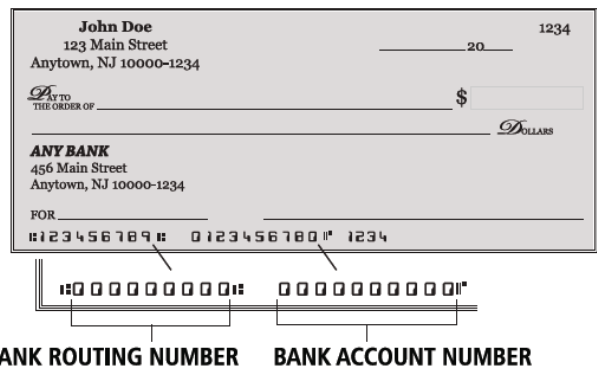 John Doe
1234
123 Main Street
20
Anytown, NJ 10000-1234
PAY TO
THE ORDER OF
$
DOLLARS
ANY BANK
456 Main Street
Anytown, NJ 10000-1234
FOR
⑆123456789⑆ 0123456780⑈ 1234
⑆000000000⑆ 0000000000⑈
ANK ROUTING NUMBER BANK ACCOUNT NUMBER